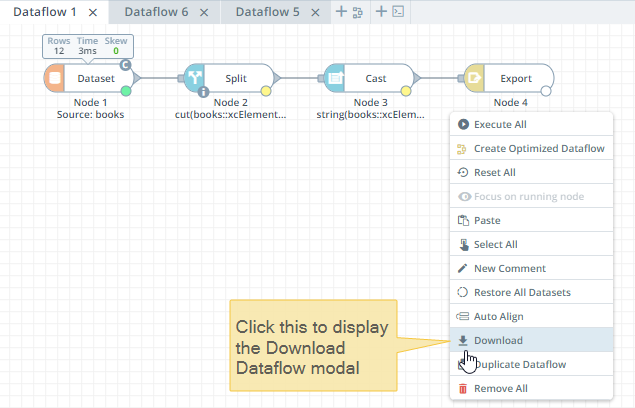 Dataflow 1 Dataflow 6 Dataflow 5
Rows Time Skew
12 3ms 0
C
Dataset Split Cast Export
i
Node 1 Node 2 Node 3 Node 4
Source: books cut(books::xcElement... string(books::xcElem...
Execute All
Create Optimized Dataflow
Reset All
Focus on running node
Paste
Select All
New Comment
Restore All Datasets
Auto Align
Click this to display
the Download
Dataflow modal
Download
Duplicate Dataflow
Remove All